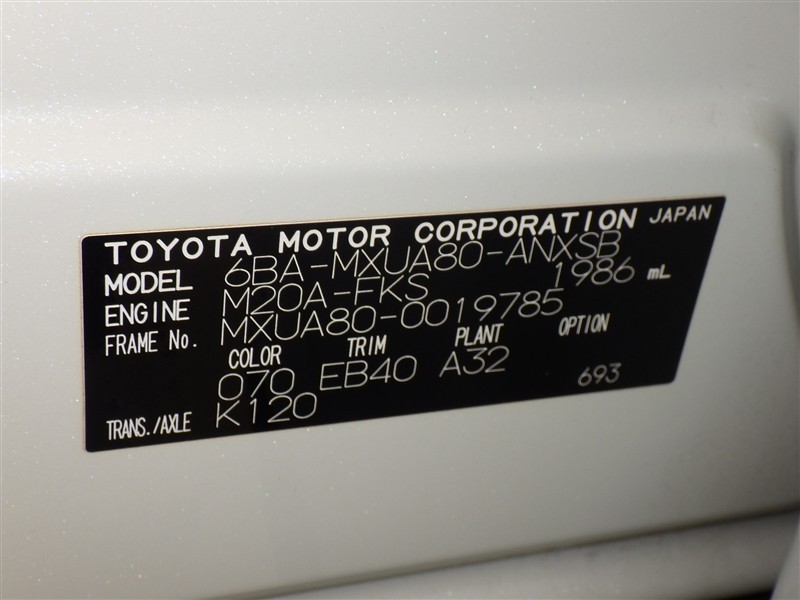 TOYOTA MOTOR CORPORATION JAPAN
MODEL 6BA-MXUA80-ANXSB
ENGINE M20A-FKS 1986 mL
FRAME No. MXUA80-0019785
COLOR TRIM PLANT OPTION
070 EB40 A32 693
TRANS./AXLE K120